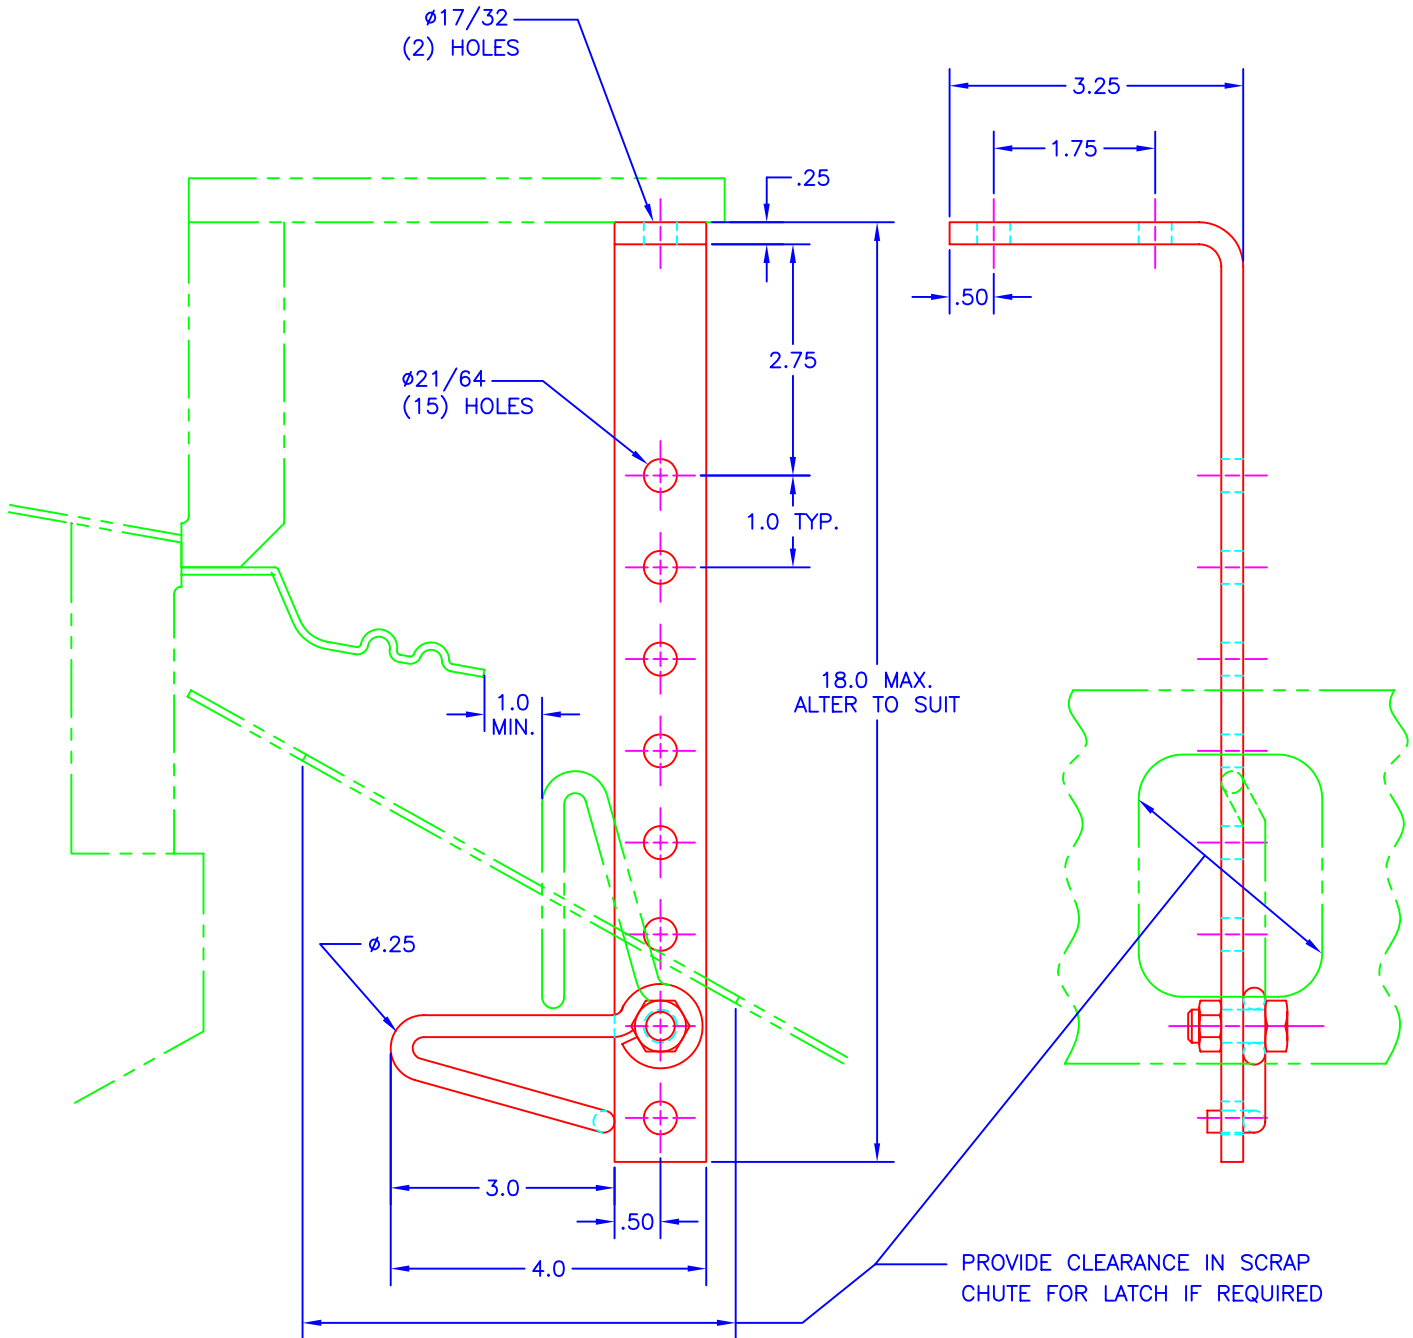 ø17/32
(2) HOLES
3.25
1.75
.25
.50
2.75
ø21/64
(15) HOLES
1.0 TYP.
18.0 MAX.
ALTER TO SUIT
1.0
MIN.
ø.25
3.0
.50
4.0
PROVIDE CLEARANCE IN SCRAP
CHUTE FOR LATCH IF REQUIRED